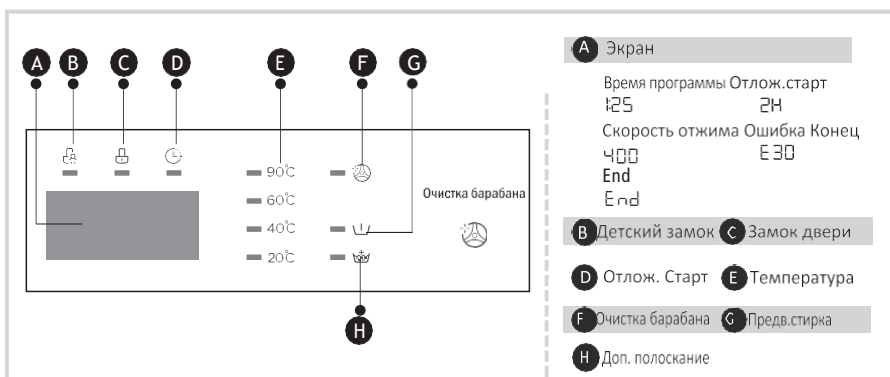 A B C D E F G
90°C
60°C
Очистка барабана
40°C
20°C
H
A Экран
Время программы Отлож.старт
1:25 2H
Скорость отжима Ошибка Конец
400 E30
End
End
B Детский замок C Замок двери
D Отлож. Старт E Температура
F Очистка барабана G Предв.стирка
H Доп. полоскание